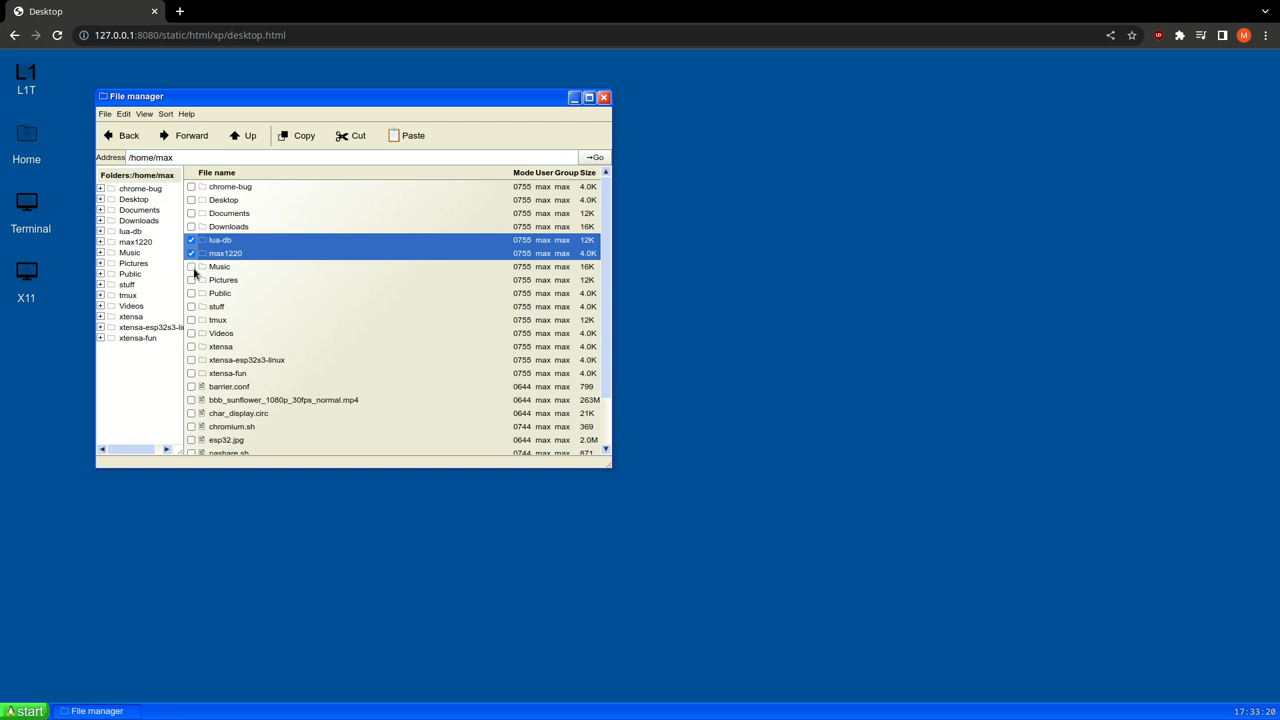 Desktop
127.0.0.1:8080/static/html/xp/desktop.html
M
L1
L1T
Home
Terminal
X11
File manager
File Edit View Sort Help
Back Forward Up Copy Cut Paste
Address /home/max →Go
Folders:/home/max
chrome-bug
Desktop
Documents
Downloads
lua-db
max1220
Music
Pictures
Public
stuff
tmux
Videos
xtensa
xtensa-esp32s3-li
xtensa-fun
File name Mode User Group Size
chrome-bug 0755 max max 4.0K
Desktop 0755 max max 4.0K
Documents 0755 max max 12K
Downloads 0755 max max 16K
lua-db 0755 max max 12K
max1220 0755 max max 4.0K
Music 0755 max max 16K
Pictures 0755 max max 12K
Public 0755 max max 4.0K
stuff 0755 max max 4.0K
tmux 0755 max max 12K
Videos 0755 max max 4.0K
xtensa 0755 max max 4.0K
xtensa-esp32s3-linux 0755 max max 4.0K
xtensa-fun 0755 max max 4.0K
barrier.conf 0644 max max 799
bbb_sunflower_1080p_30fps_normal.mp4 0644 max max 263M
char_display.circ 0644 max max 21K
chromium.sh 0744 max max 369
esp32.jpg 0644 max max 2.0M
0744 max max 871
start File manager 17:33:20